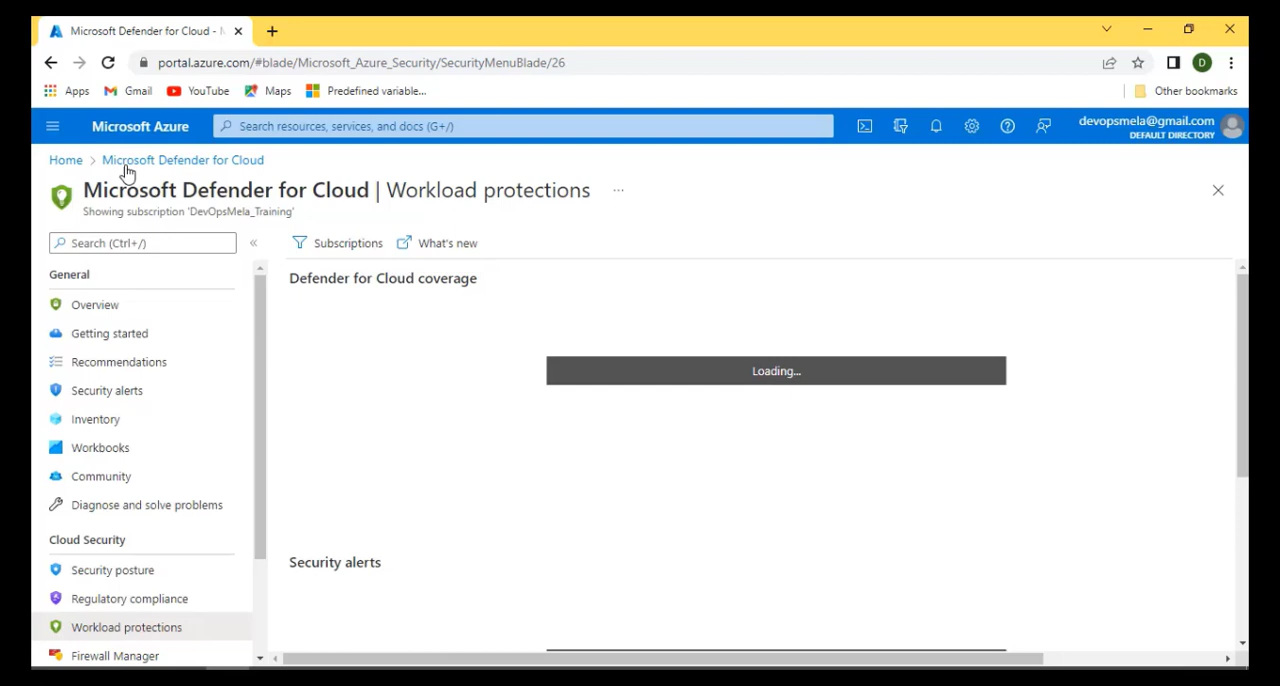 Microsoft Defender for Cloud - M
portal.azure.com/#blade/Microsoft_Azure_Security/SecurityMenuBlade/26
D
Apps Gmail YouTube Maps Predefined variable... Other bookmarks
Microsoft Azure
Search resources, services, and docs (G+/)
devopsmela@gmail.com
DEFAULT DIRECTORY
Home > Microsoft Defender for Cloud
Microsoft Defender for Cloud | Workload protections ...
Showing subscription 'DevOpsMela_Training'
Search (Ctrl+/)
«
Subscriptions What's new
General
Overview
Getting started
Recommendations
Security alerts
Inventory
Workbooks
Community
Diagnose and solve problems
Cloud Security
Security posture
Regulatory compliance
Workload protections
Firewall Manager
Defender for Cloud coverage
Loading...
Security alerts